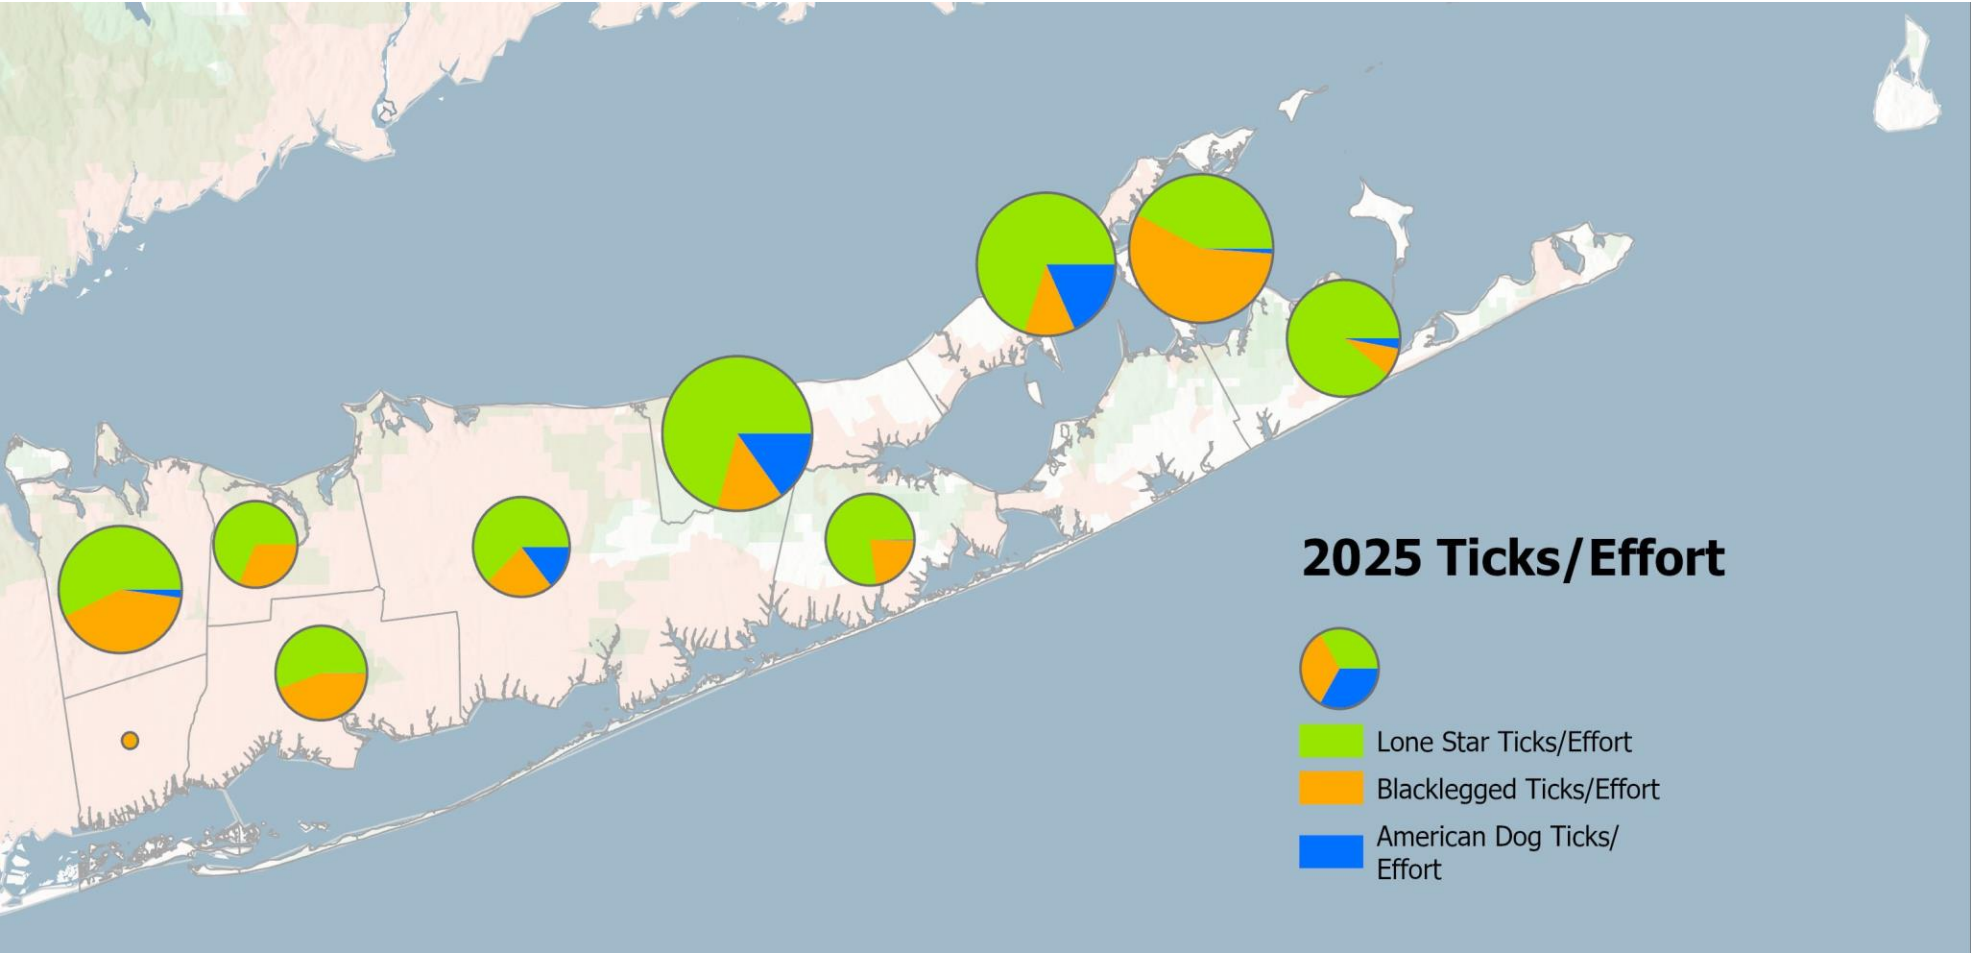 2025 Ticks/Effort
Lone Star Ticks/Effort
Blacklegged Ticks/Effort
American Dog Ticks/
Effort